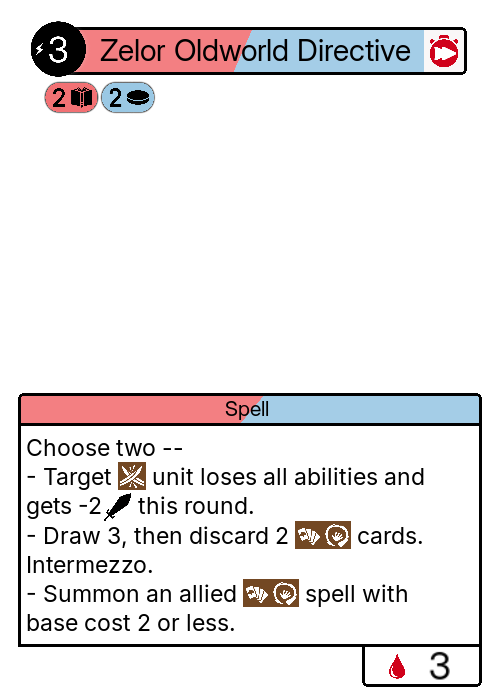 3 Zelor Oldworld Directive
2 2
Spell
Choose two --
- Target unit loses all abilities and
gets -2 this round.
- Draw 3, then discard 2 cards.
Intermezzo.
- Summon an allied spell with
base cost 2 or less.
3